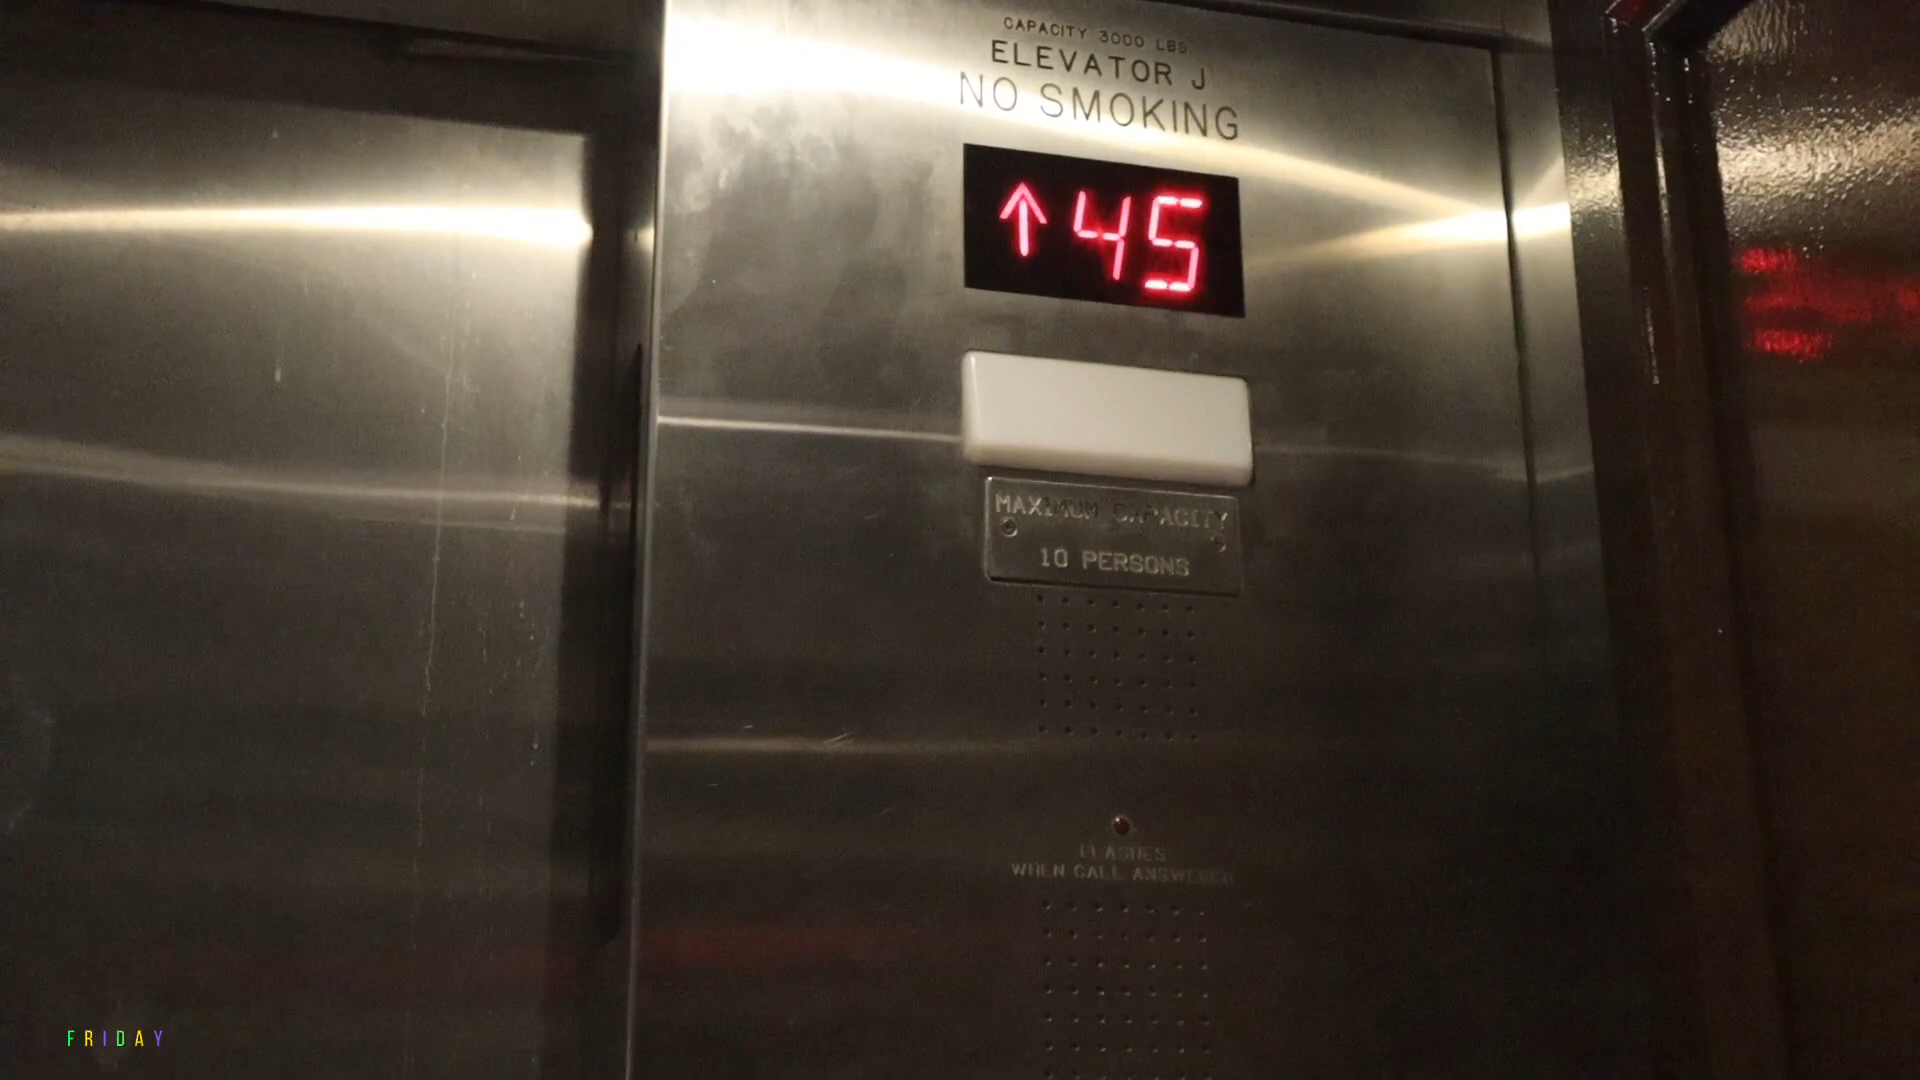 CAPACITY 3000 LBS.
ELEVATOR J
NO SMOKING
↑45
MAXIMUM CAPACITY
10 PERSONS
FLASHES
WHEN CALL ANSWERED
FRIDAY